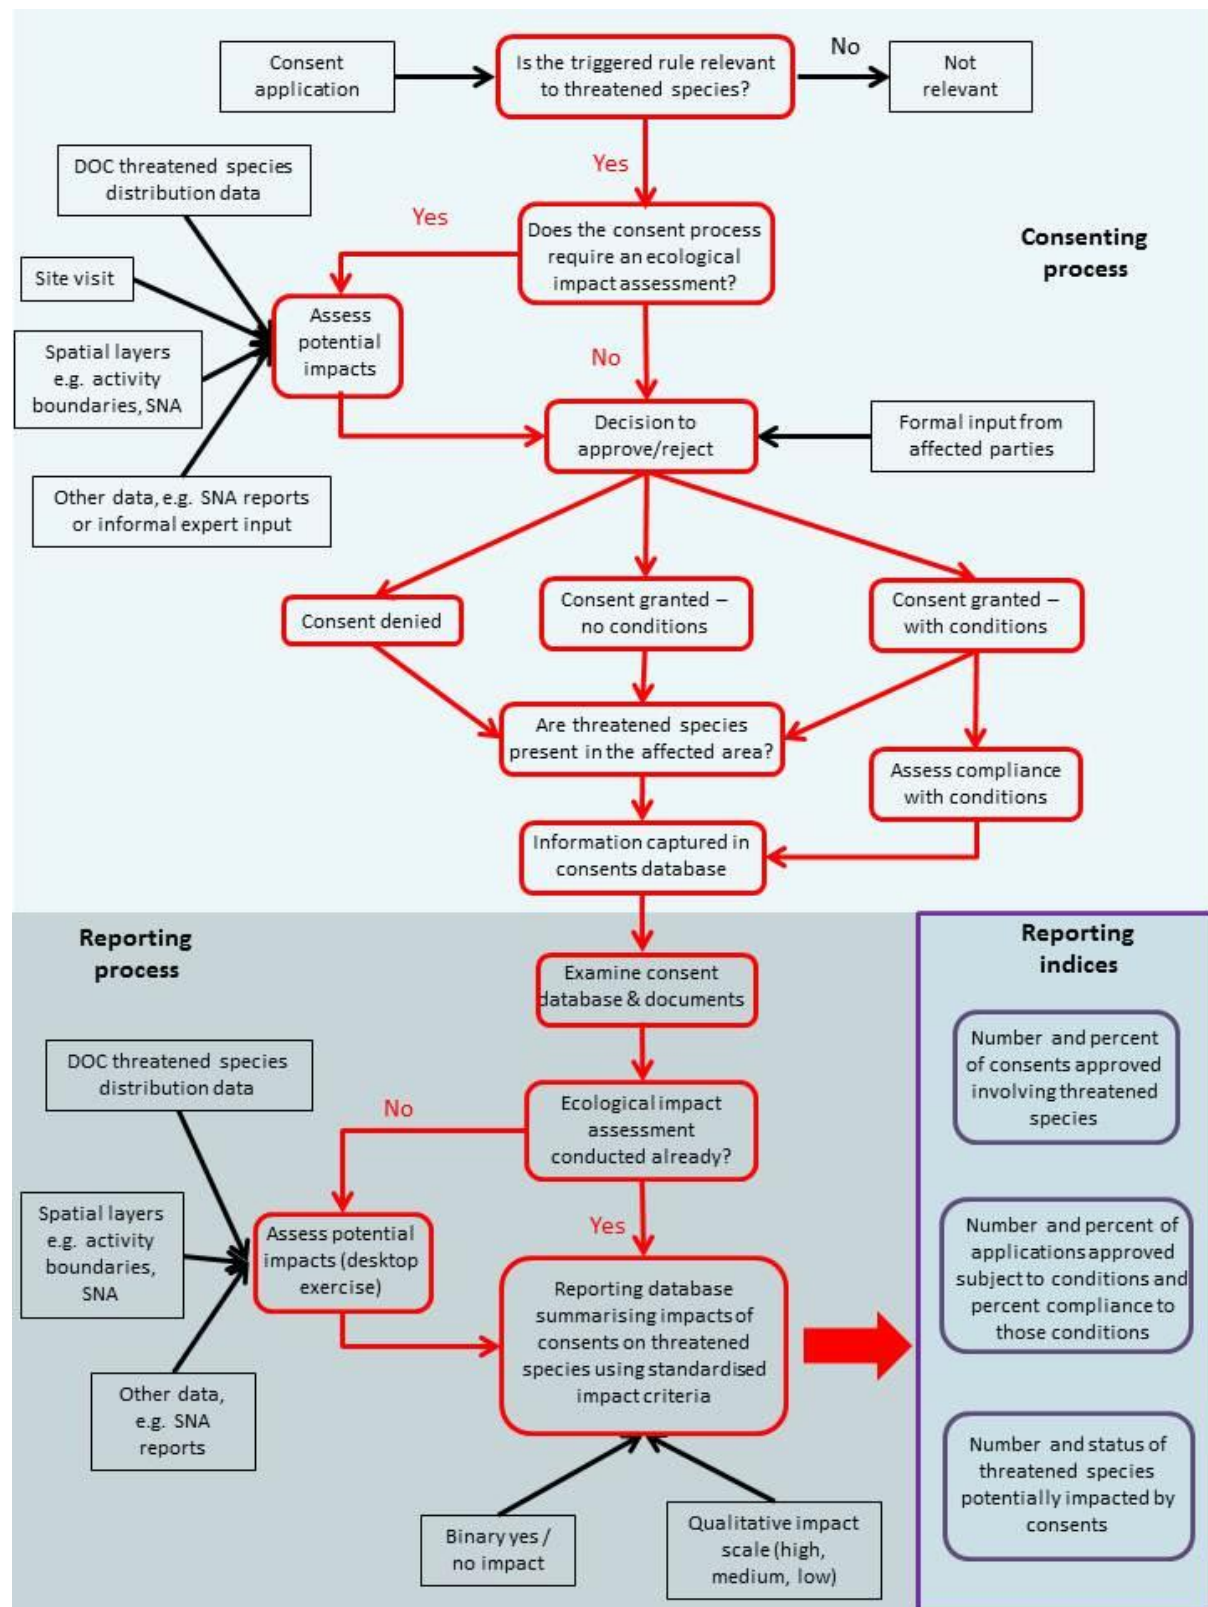 Consent
application
Is the triggered rule relevant
to threatened species?
No
Not
relevant
Yes
DOC threatened species
distribution data
Yes
Does the consent process
require an ecological
impact assessment?
Consenting
process
Site visit
Assess
potential
impacts
Spatial layers
e.g. activity
boundaries, SNA
No
Decision to
approve/reject
Formal input from
affected parties
Other data, e.g. SNA reports
or informal expert input
Consent denied
Consent granted –
no conditions
Consent granted –
with conditions
Are threatened species
present in the affected area?
Assess compliance
with conditions
Information captured in
consents database
Reporting
process
Examine consent
database & documents
DOC threatened species
distribution data
No
Ecological impact
assessment
conducted already?
Spatial layers
e.g. activity
boundaries,
SNA
Assess potential
impacts (desktop
exercise)
Yes
Reporting database
summarising impacts of
consents on threatened
species using standardised
impact criteria
Other data,
e.g. SNA
reports
Binary yes /
no impact
Qualitative impact
scale (high,
medium, low)
Reporting
indices
Number and percent
of consents approved
involving threatened
species
Number and percent of
applications approved
subject to conditions and
percent compliance to
those conditions
Number and status of
threatened species
potentially impacted by
consents